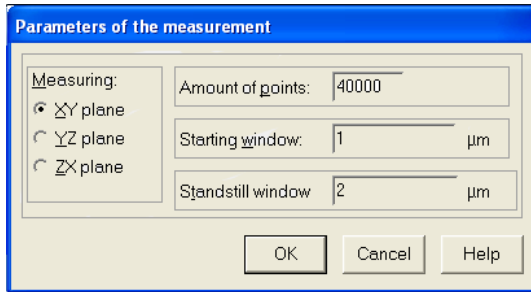 Parameters of the measurement
Measuring:
XY plane
YZ plane
ZX plane
Amount of points: 40000
Starting window: 1 µm
Standstill window 2 µm
OK Cancel Help